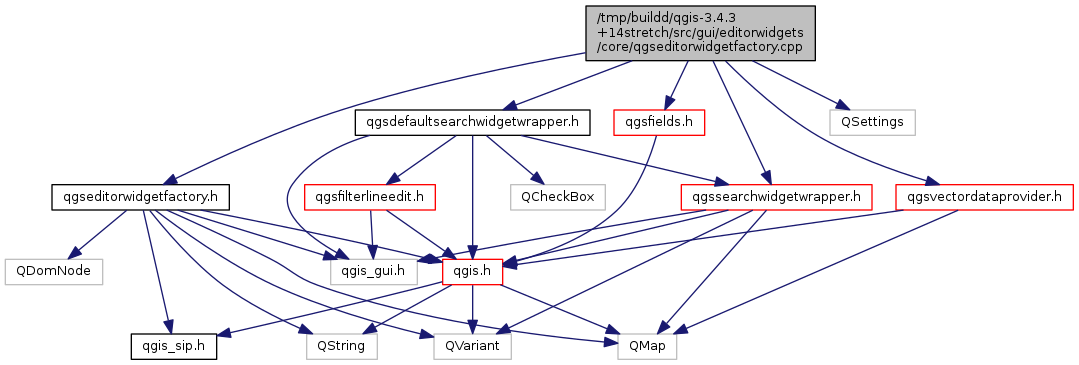 /tmp/buildd/qgis-3.4.3
+14stretch/src/gui/editorwidgets
/core/qgseditorwidgetfactory.cpp
qgsdefaultsearchwidgetwrapper.h
qgsfields.h
QSettings
qgseditorwidgetfactory.h
qgsfilterlineedit.h
QCheckBox
qgssearchwidgetwrapper.h
qgsvectordataprovider.h
QDomNode
qgis_gui.h
qgis.h
qgis_sip.h
QString
QVariant
QMap